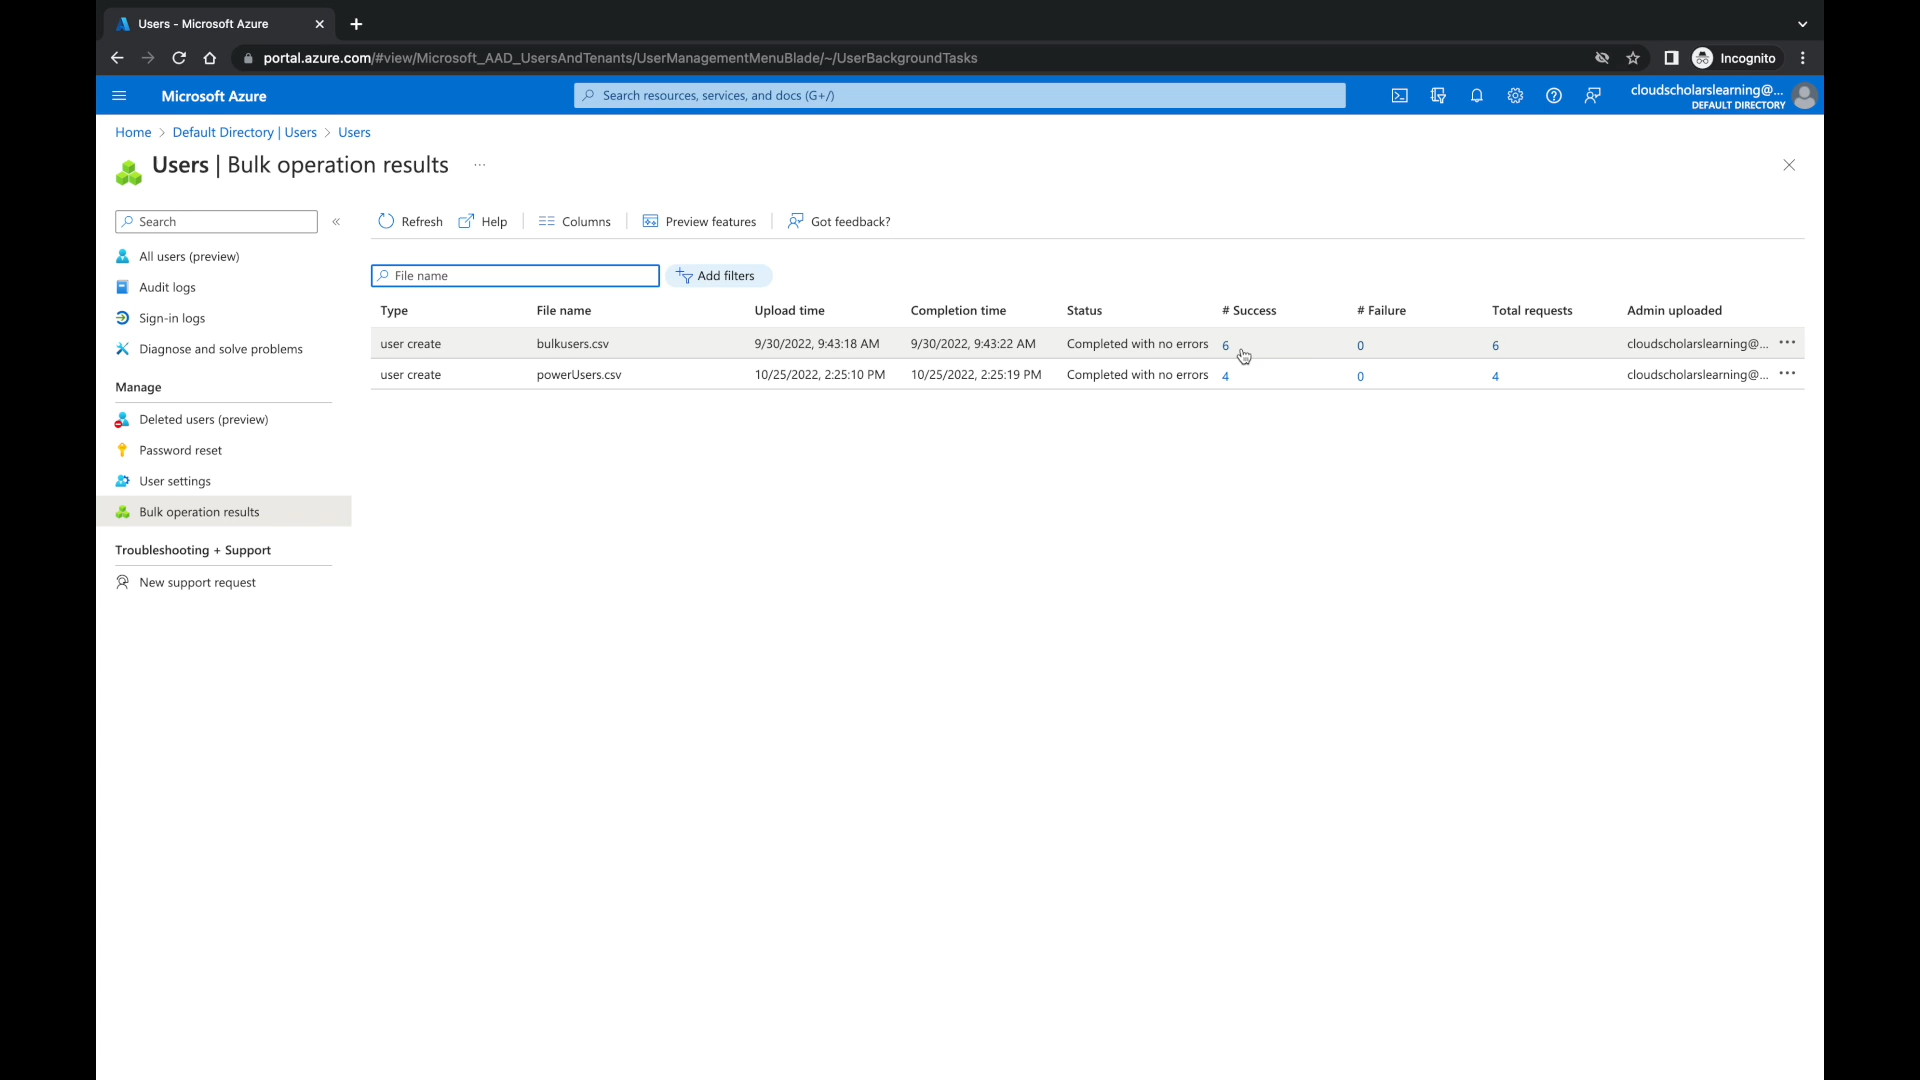 Users - Microsoft Azure
portal.azure.com/#view/Microsoft_AAD_UsersAndTenants/UserManagementMenuBlade/~/UserBackgroundTasks
Incognito
Microsoft Azure
Search resources, services, and docs (G+/)
cloudscholarslearning@...
DEFAULT DIRECTORY
Home > Default Directory | Users > Users
Users | Bulk operation results ...
Search «
Refresh Help Columns Preview features Got feedback?
All users (preview)
Audit logs
Sign-in logs
Diagnose and solve problems
Manage
Deleted users (preview)
Password reset
User settings
Bulk operation results
Troubleshooting + Support
New support request
File name Add filters
Type File name Upload time Completion time Status # Success # Failure Total requests Admin uploaded
user create bulkusers.csv 9/30/2022, 9:43:18 AM 9/30/2022, 9:43:22 AM Completed with no errors 6 0 6 cloudscholarslearning@... ...
user create powerUsers.csv 10/25/2022, 2:25:10 PM 10/25/2022, 2:25:19 PM Completed with no errors 4 0 4 cloudscholarslearning@... ...